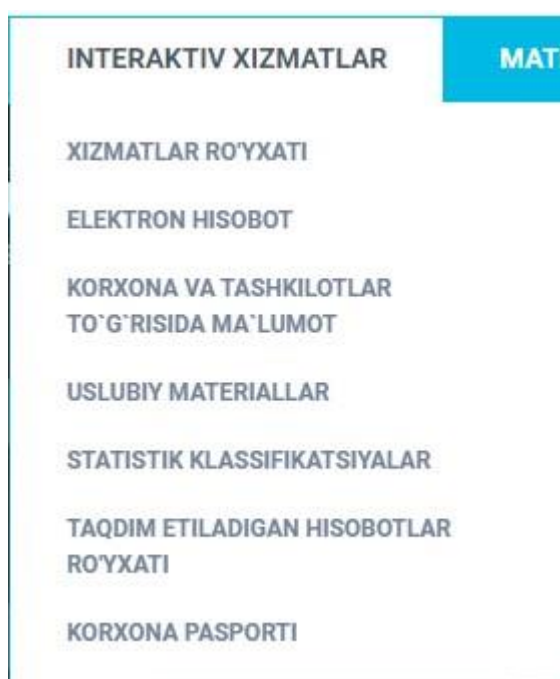 INTERAKTIV XIZMATLAR
XIZMATLAR RO'YXATI
ELEKTRON HISOBOT
KORXONA VA TASHKILOTLAR
TO`G`RISIDA MA`LUMOT
USLUBIY MATERIALLAR
STATISTIK KLASSIFIKATSIYALAR
TAQDIM ETILADIGAN HISOBOTLAR
RO'YXATI
KORXONA PASPORTI